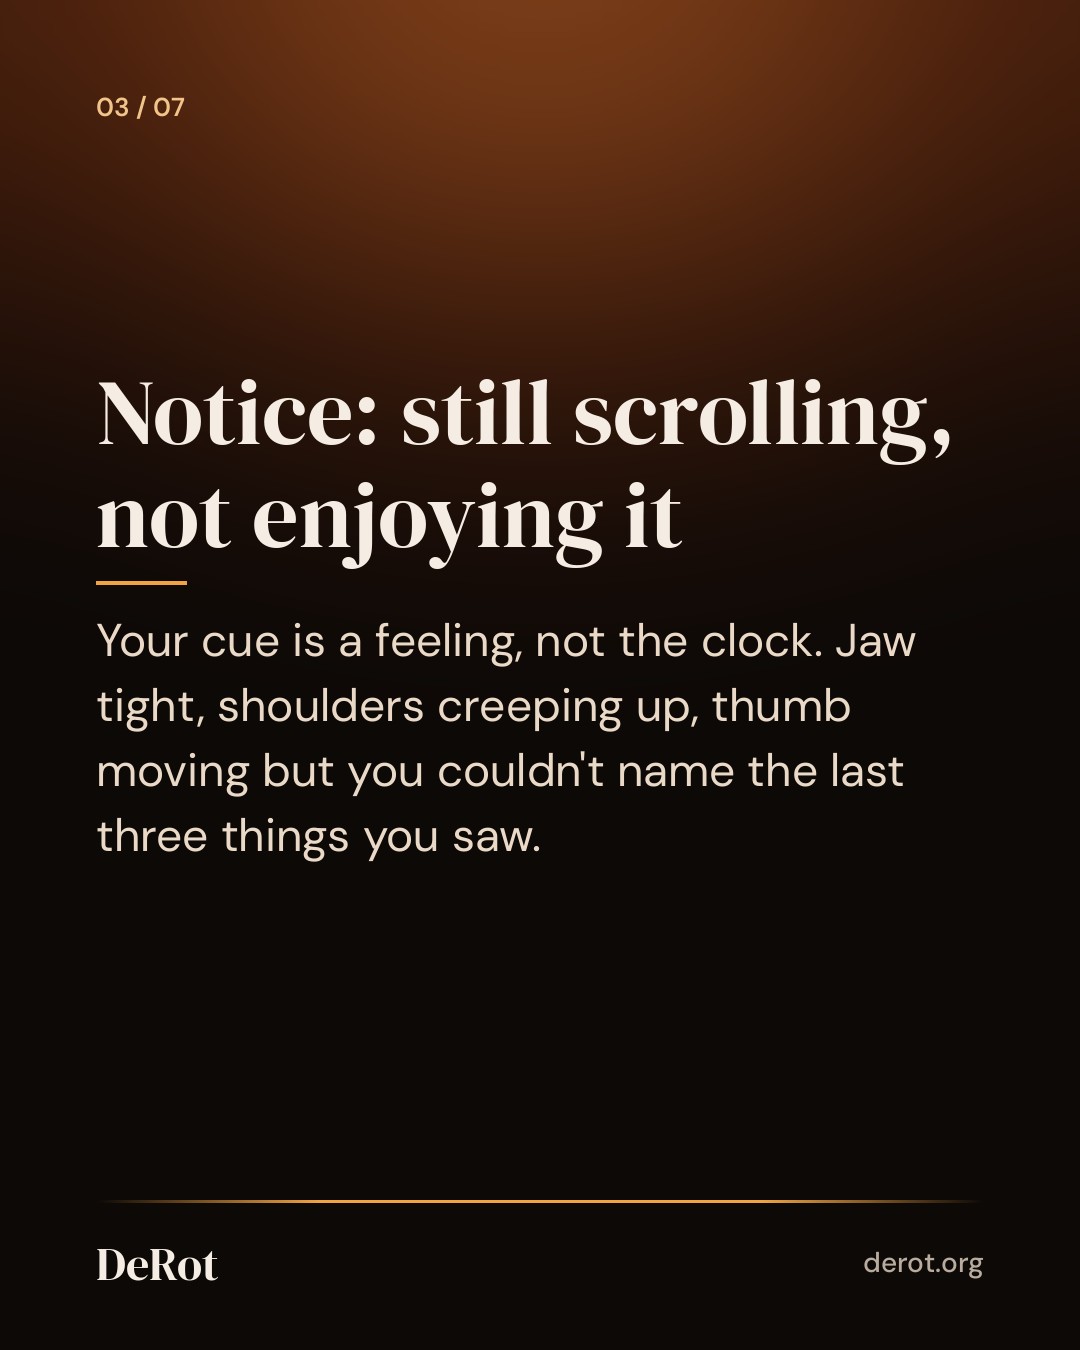 03 / 07
Notice: still scrolling,
not enjoying it
Your cue is a feeling, not the clock. Jaw
tight, shoulders creeping up, thumb
moving but you couldn't name the last
three things you saw.
DeRot
derot.org